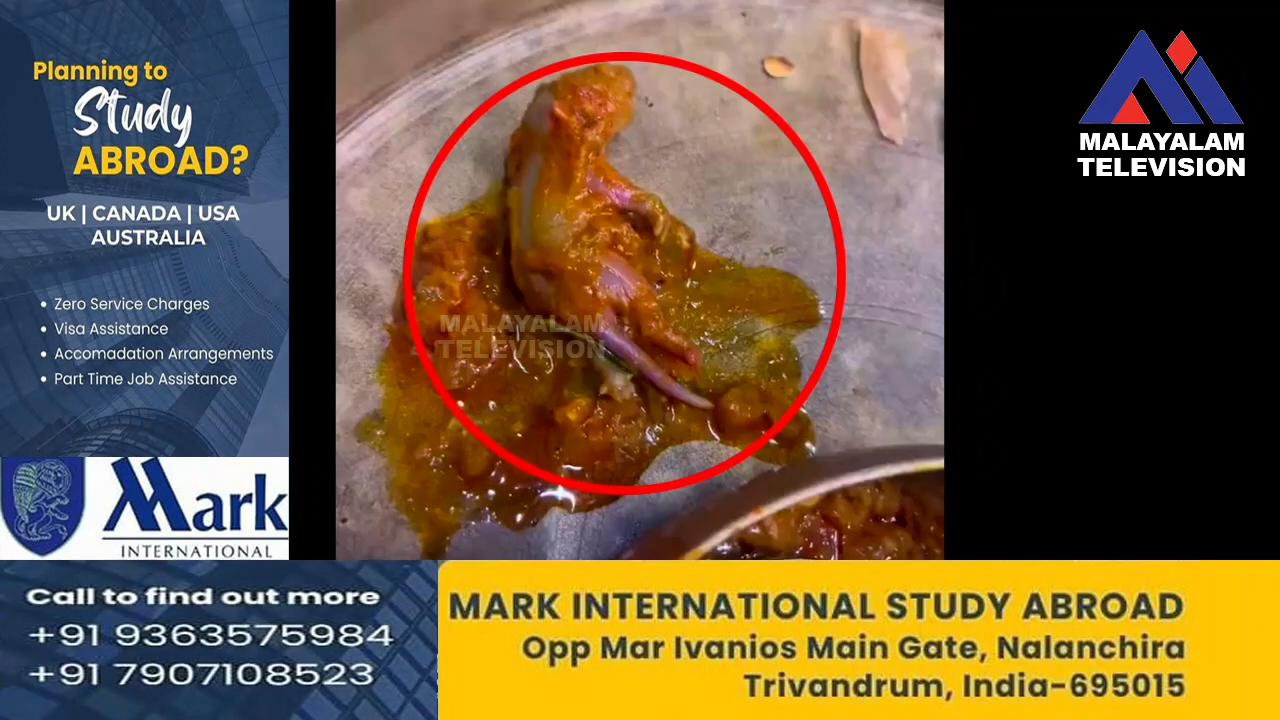 Planning to
Study
ABROAD?
UK | CANADA | USA
AUSTRALIA
• Zero Service Charges
• Visa Assistance
• Accomadation Arrangements
• Part Time Job Assistance
Mark
INTERNATIONAL
MALAYALAM
TELEVISION
MALAYALAM
TELEVISION
Call to find out more
+91 9363575984
+91 7907108523
MARK INTERNATIONAL STUDY ABROAD
Opp Mar Ivanios Main Gate, Nalanchira
Trivandrum, India-695015